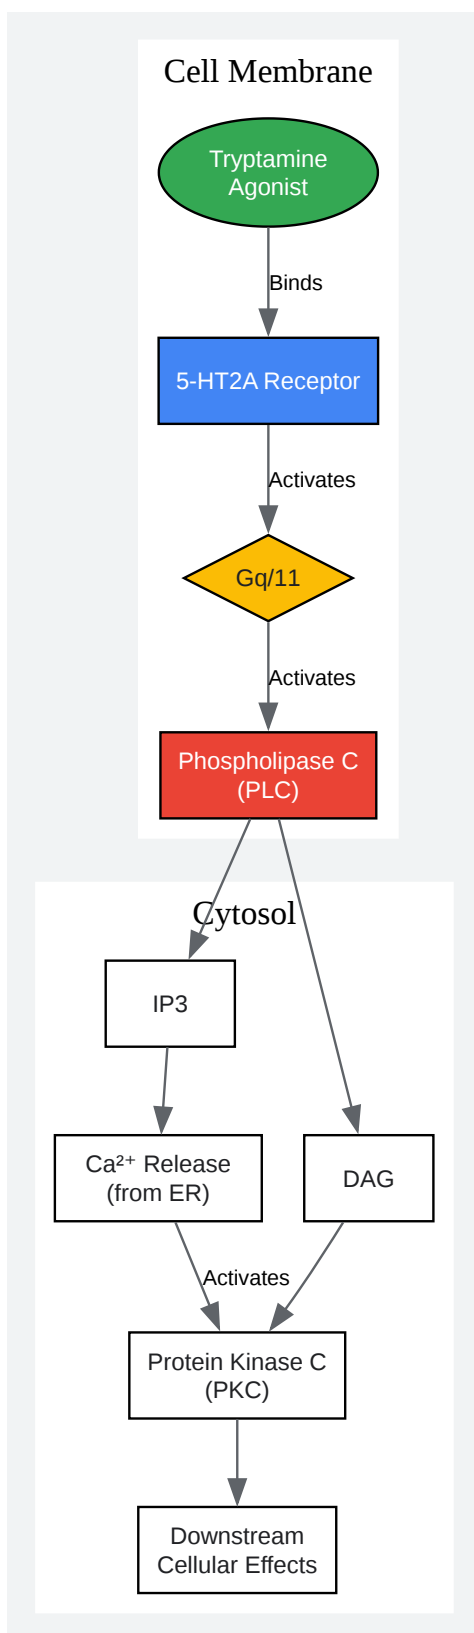 Cell Membrane
Tryptamine
Agonist
Binds
5-HT2A Receptor
Activates
Gq/11
Activates
Phospholipase C
(PLC)
Cytosol
IP3
Ca²⁺ Release
(from ER)
DAG
Activates
Protein Kinase C
(PKC)
Downstream
Cellular Effects